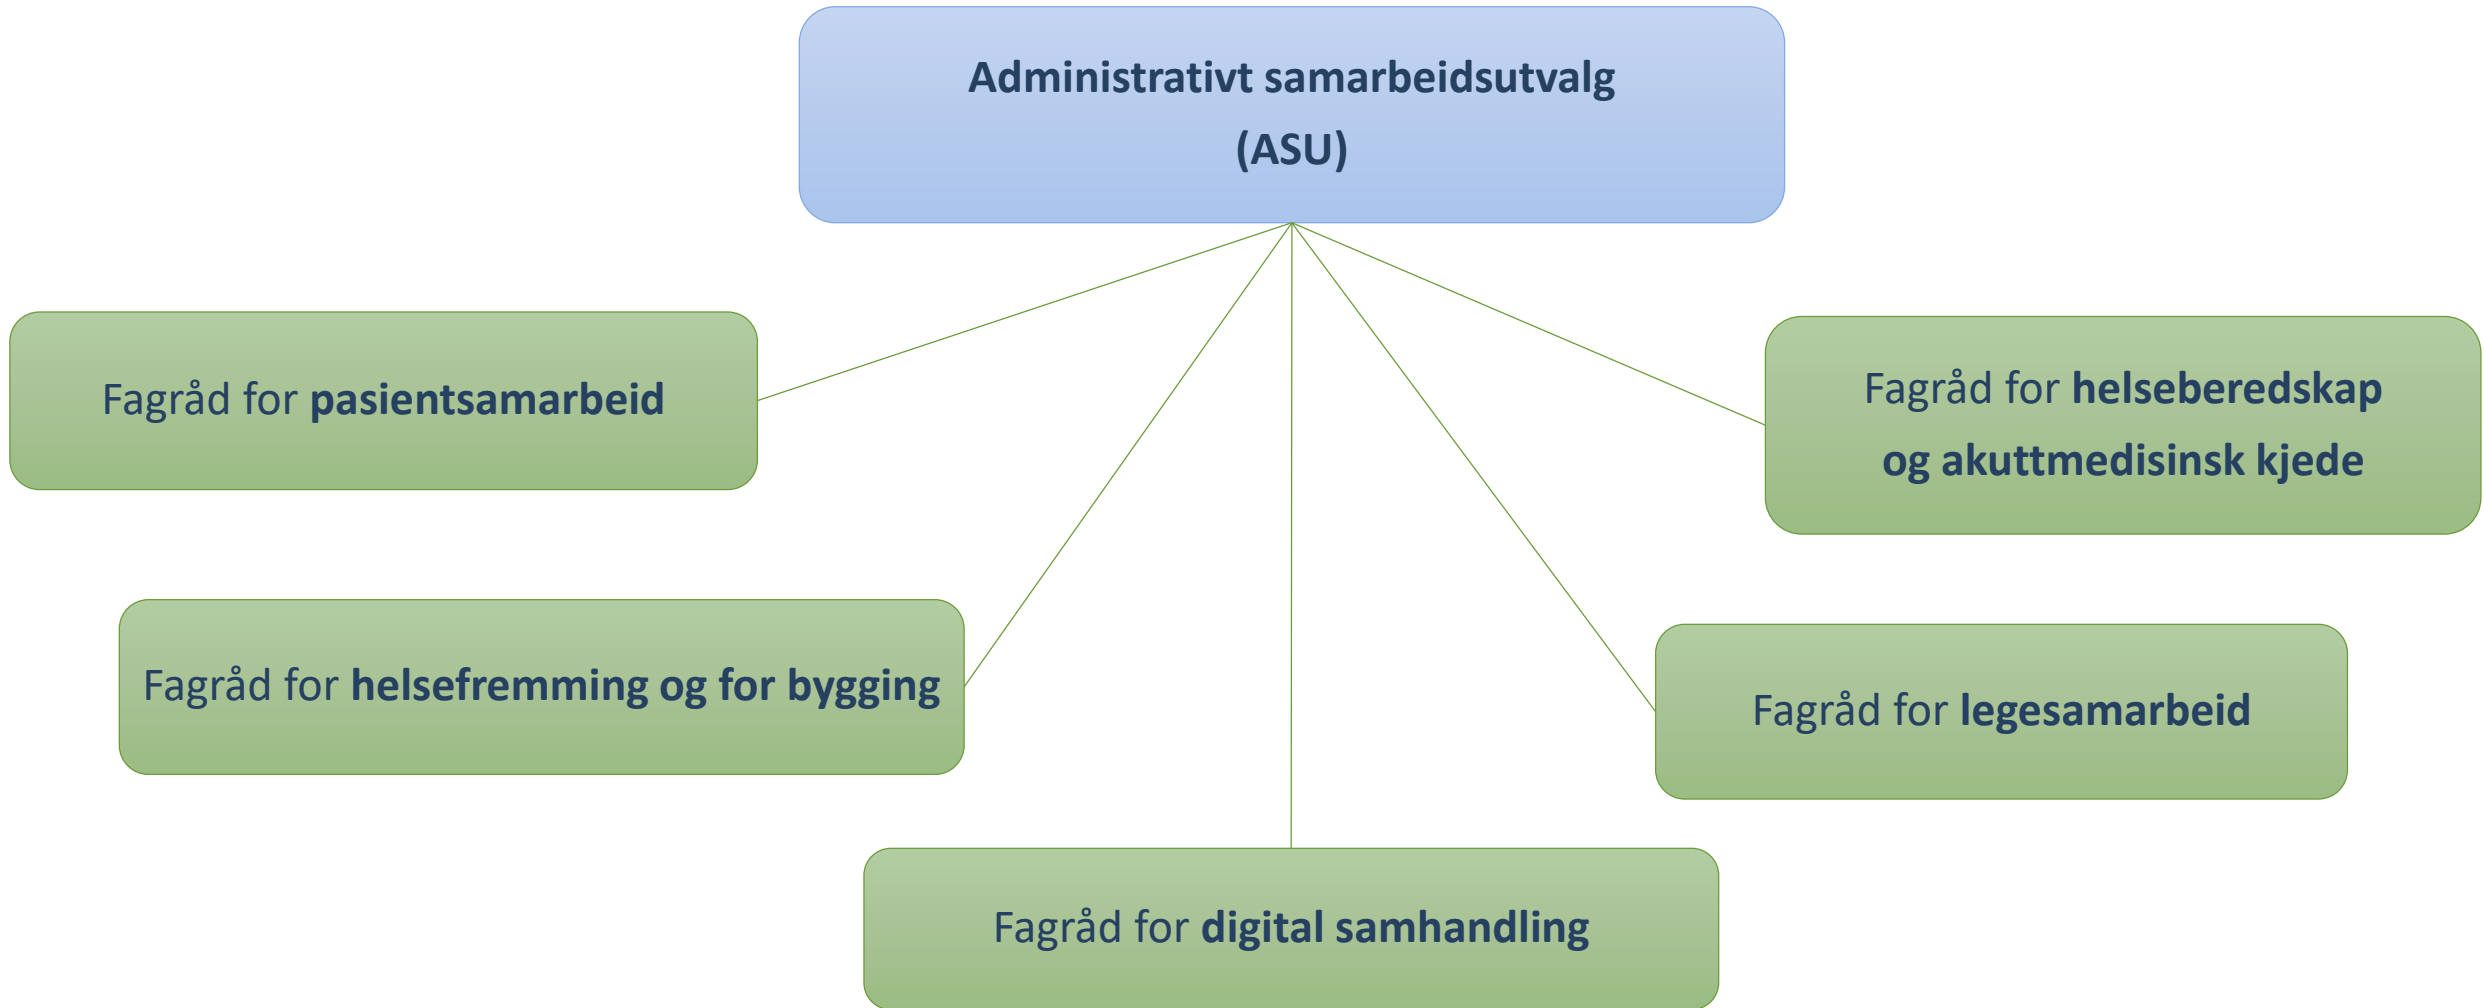 Administrativt samarbeidsutvalg
(ASU)
Fagråd for pasientsamarbeid
Fagråd for helseberedskap
og akuttmedisinsk kjede
Fagråd for helsefremming og for bygging
Fagråd for legesamarbeid
Fagråd for digital samhandling